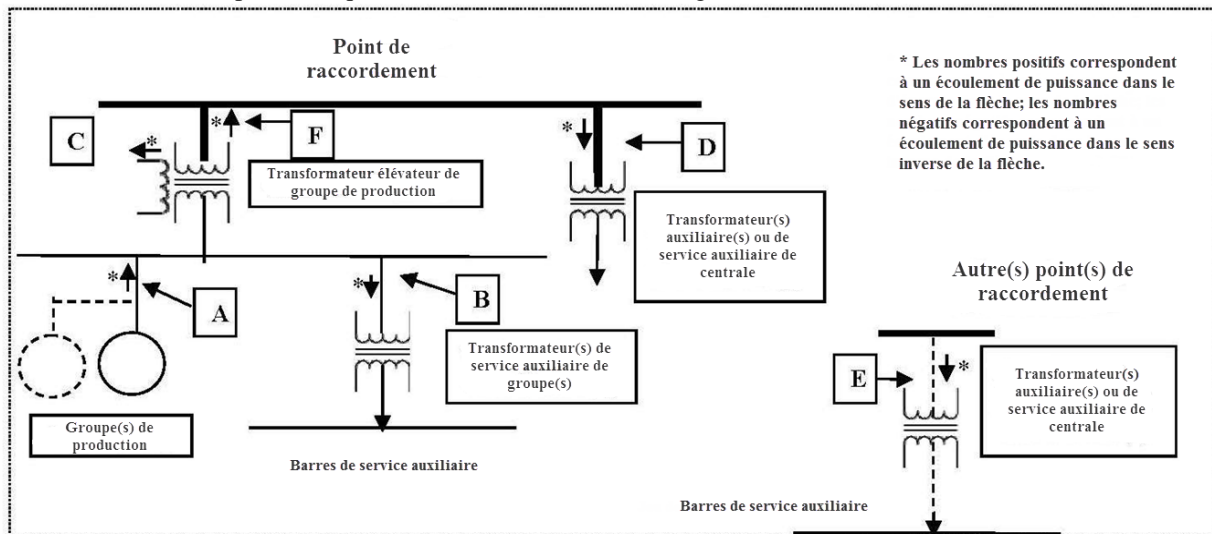 Point de
raccordement
* Les nombres positifs correspondent
à un écoulement de puissance dans le
sens de la flèche; les nombres
négatifs correspondent à un
écoulement de puissance dans le sens
inverse de la flèche.
C
*
*
F
*
D
Transformateur élévateur de
groupe de production
Transformateur(s)
auxiliaire(s) ou de
service auxiliaire de
centrale
*
A
*
B
Transformateur(s) de
service auxiliaire de
groupe(s)
Groupe(s) de
production
Barres de service auxiliaire
Autre(s) point(s) de
raccordement
E
*
Transformateur(s)
auxiliaire(s) ou de
service auxiliaire de
centrale
Barres de service auxiliaire